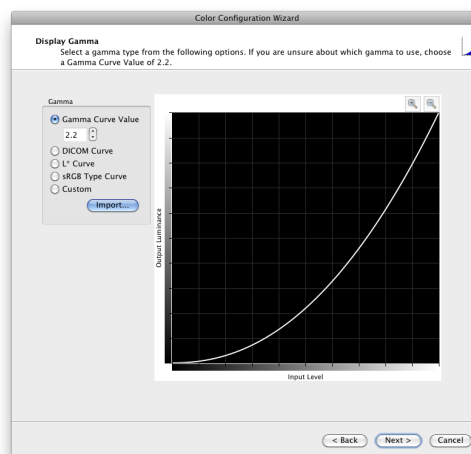 Color Configuration Wizard
Display Gamma
Select a gamma type from the following options. If you are unsure about which gamma to use, choose
a Gamma Curve Value of 2.2.
Gamma
Gamma Curve Value
2.2
DICOM Curve
L* Curve
sRGB Type Curve
Custom
Import...
Output Luminance
Input Level
< Back
Next >
Cancel